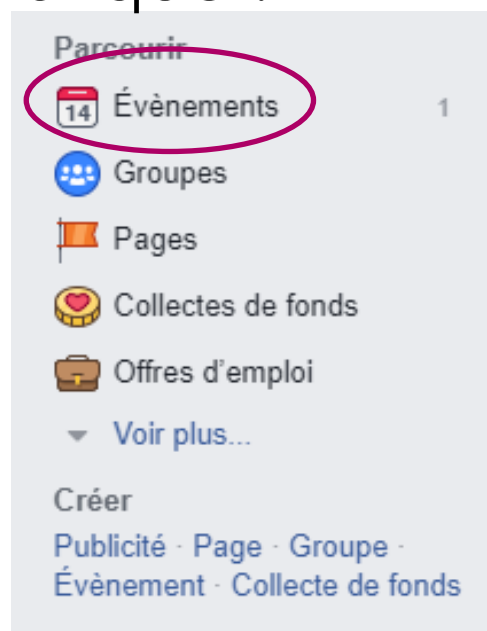 Parcourir
14 Évènements 1
Groupes
Pages
Collectes de fonds
Offres d'emploi
Voir plus...
Créer
Publicité · Page · Groupe ·
Évènement · Collecte de fonds